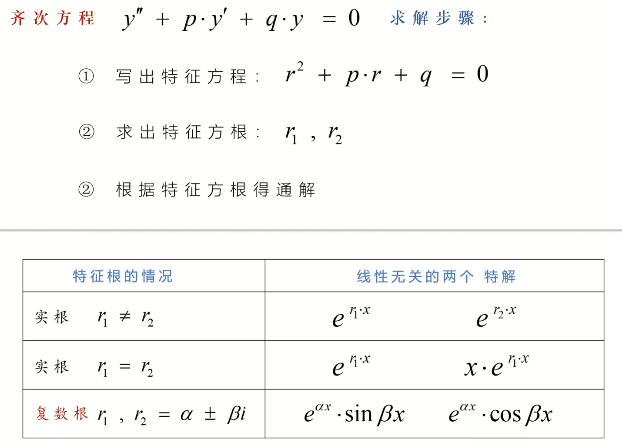 齐次方程 y″ + p·y′ + q·y = 0 求解步骤：
① 写出特征方程： r² + p·r + q = 0
② 求出特征方根： r₁ , r₂
② 根据特征方根得通解
特征根的情况 线性无关的两个 特解
实根 r₁ ≠ r₂ e^{r₁·x} e^{r₂·x}
实根 r₁ = r₂ e^{r₁·x} x·e^{r₁·x}
复数根 r₁ , r₂ = α ± βi e^{αx}·sin βx e^{αx}·cos βx